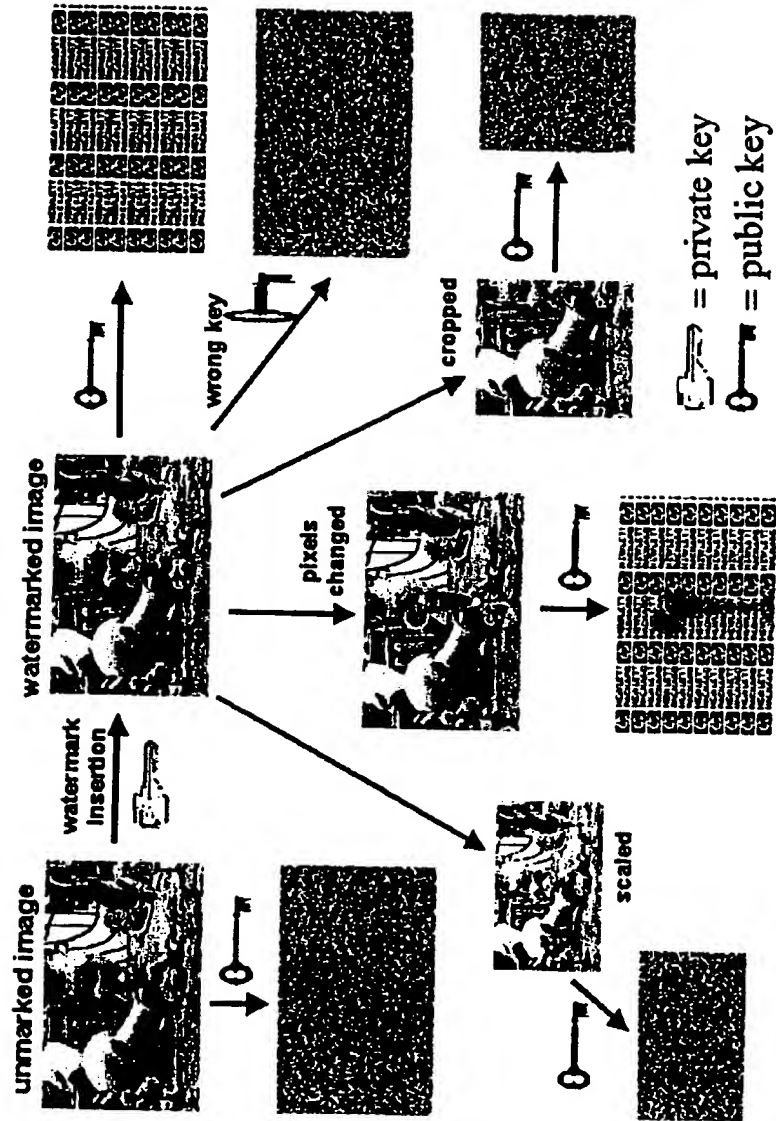 unmarked image
watermark
insertion
watermarked image
wrong key
pixels
changed
cropped
scaled
= private key
= public key